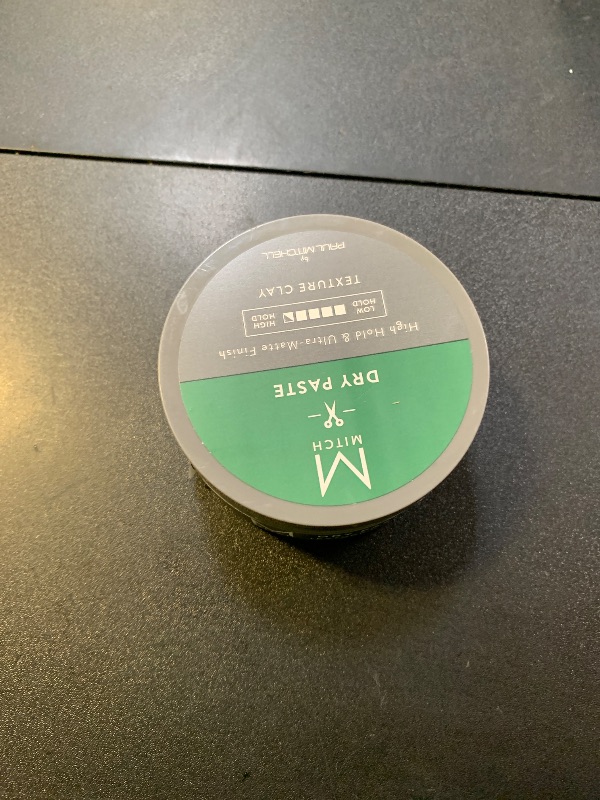 M
MITCH
DRY PASTE
High Hold & Ultra-Matte Finish
LOW HOLD HIGH HOLD
TEXTURE CLAY
by
PAUL MITCHELL